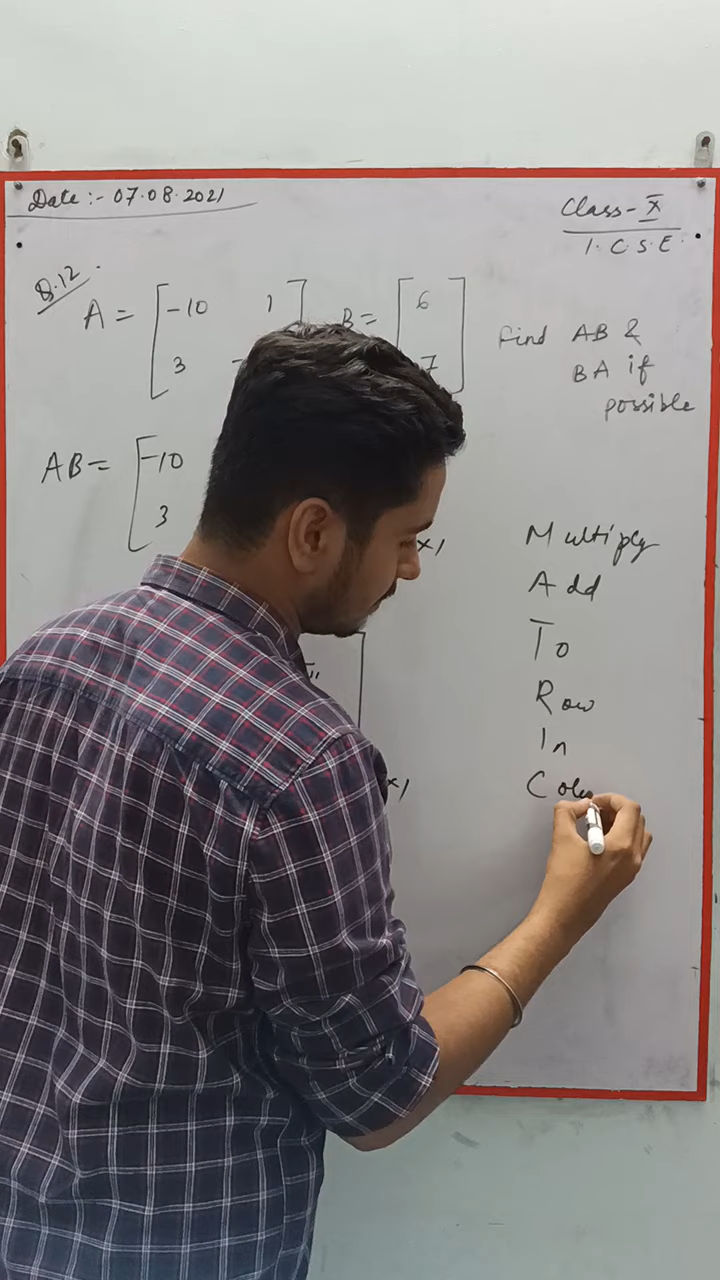 Date :- 07.08.2021
Class - X
I.C.S.E.
Q.12.
A = [ -10 1 ] B = [ 6
3 - 7 ]
Find AB &
BA if
possible
AB = [ -10
3 ×1
Multiply
Add
To
Row
In
×1